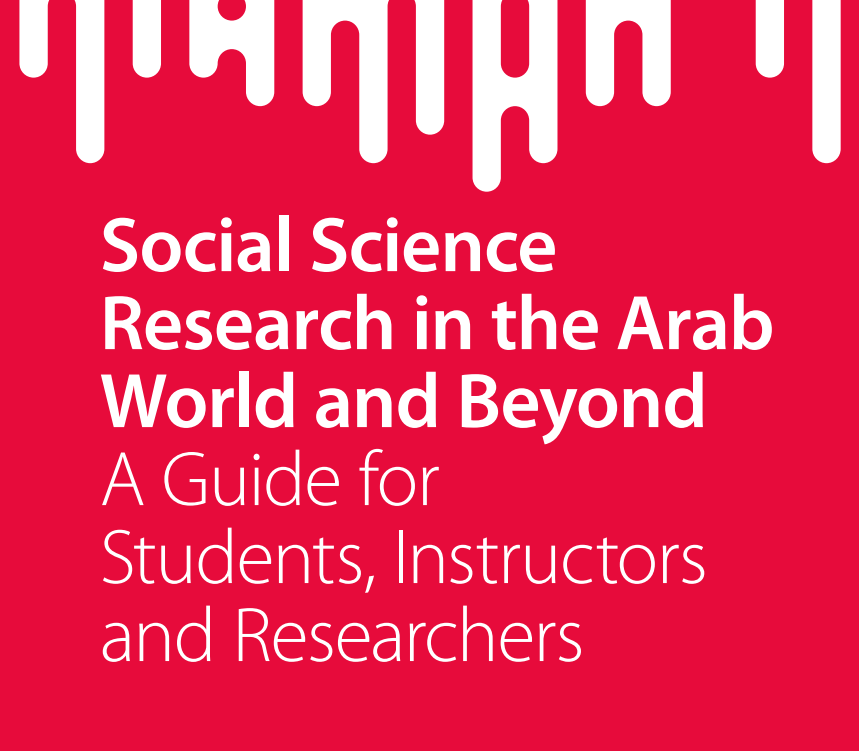 Social Science
Research in the Arab
World and Beyond
A Guide for
Students, Instructors
and Researchers